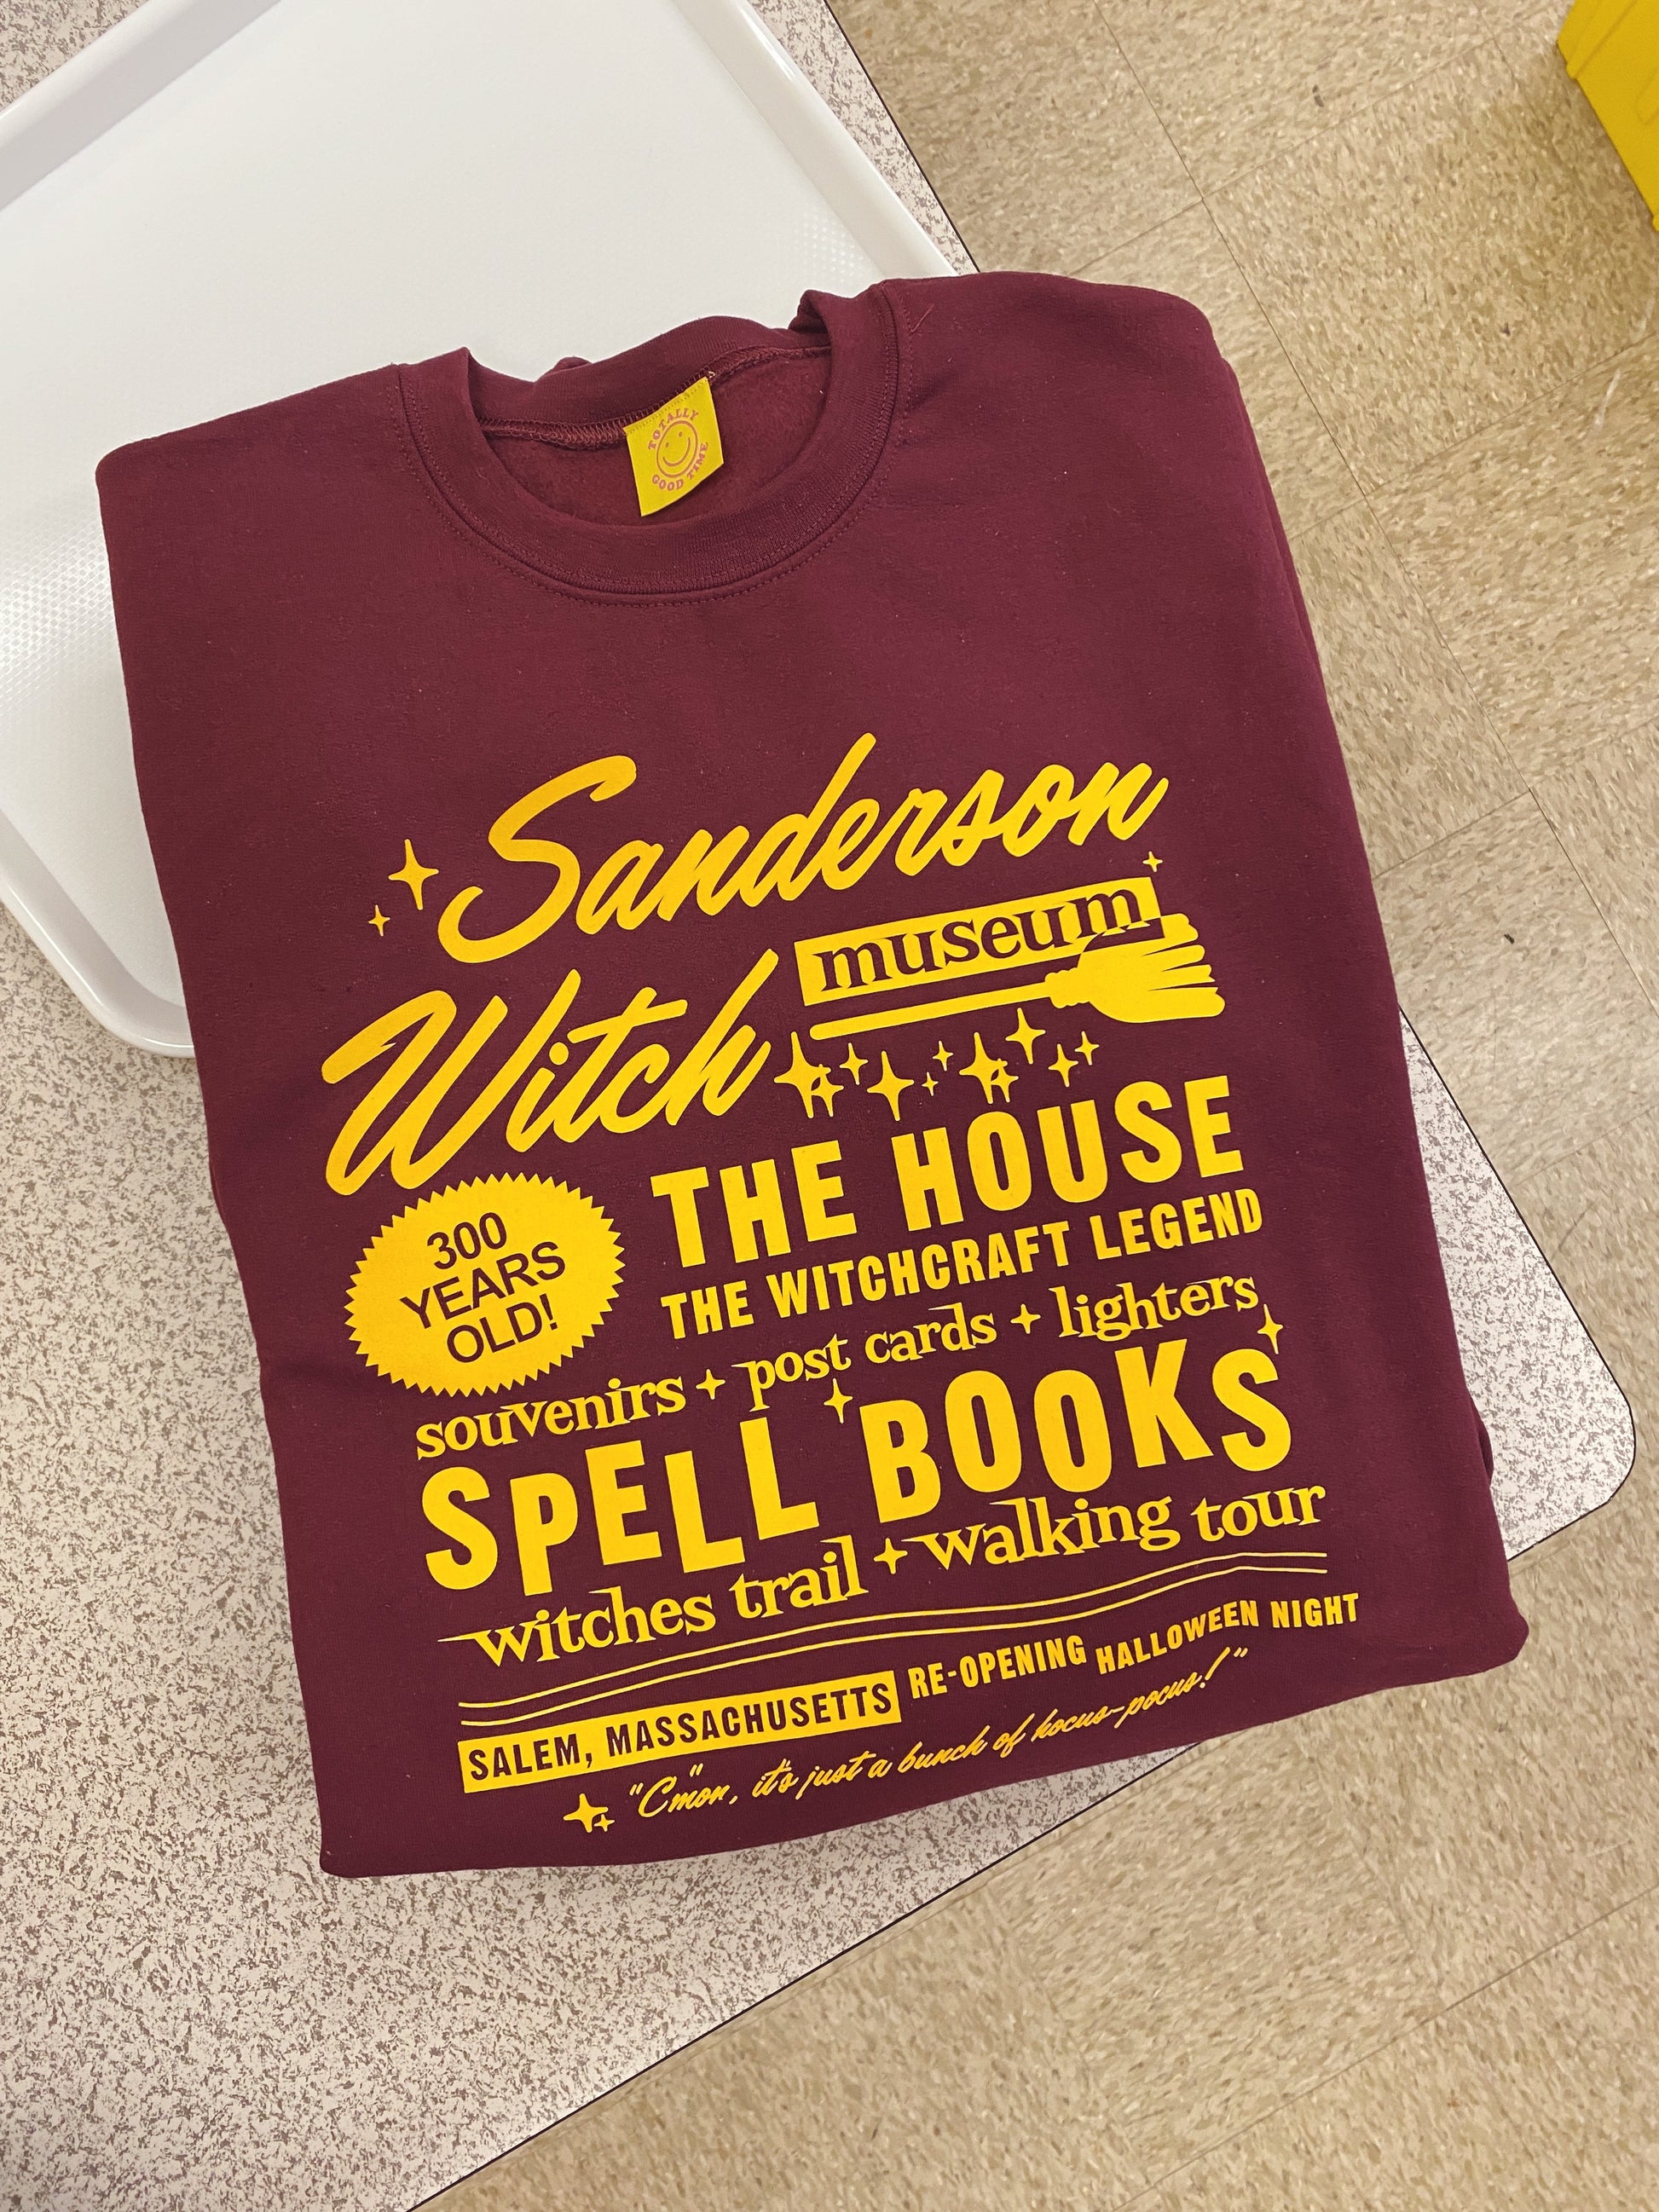 TOTALLY
GOOD TIME
Sanderson
Witch museum
300
YEARS
OLD!
THE HOUSE
THE WITCHCRAFT LEGEND
souvenirs + post cards + lighters
SPELL BOOKS
witches trail + walking tour
SALEM, MASSACHUSETTS RE-OPENING HALLOWEEN NIGHT
"C"mon, it's just a bunch of hocus-pocus!"